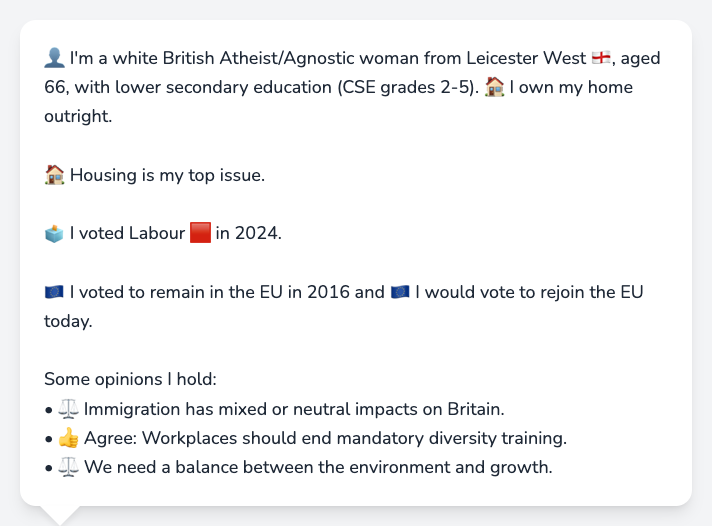 👤 I'm a white British Atheist/Agnostic woman from Leicester West 🏴󠁧󠁢󠁥󠁮󠁧󠁿, aged
66, with lower secondary education (CSE grades 2-5). 🏠 I own my home
outright.
🏠 Housing is my top issue.
🗳️ I voted Labour 🟥 in 2024.
🇪🇺 I voted to remain in the EU in 2016 and 🇪🇺 I would vote to rejoin the EU
today.
Some opinions I hold:
• ⚖️ Immigration has mixed or neutral impacts on Britain.
• 👍 Agree: Workplaces should end mandatory diversity training.
• ⚖️ We need a balance between the environment and growth.